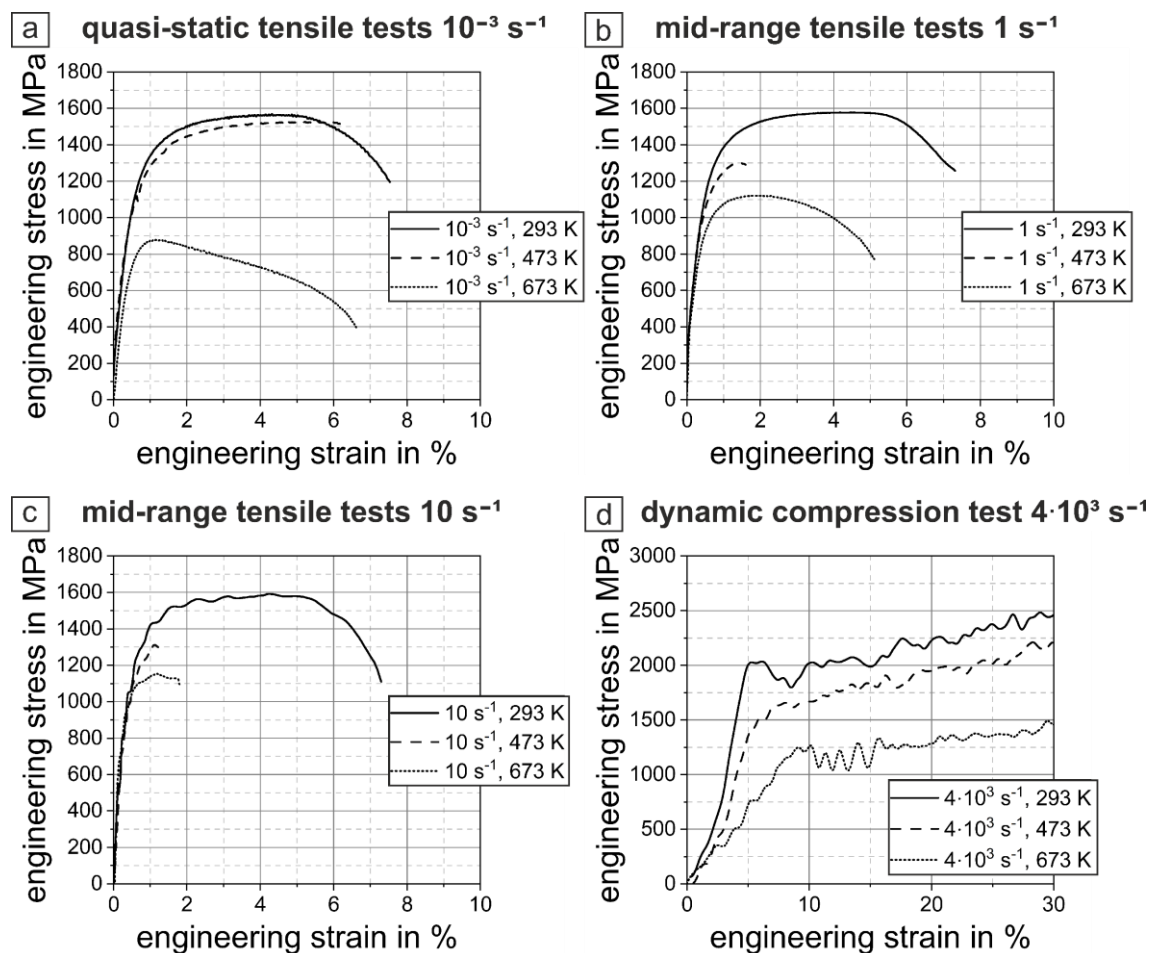 a quasi-static tensile tests 10⁻³ s⁻¹
engineering stress in MPa
1800
1600
1400
1200
1000
800
600
400
200
0
10⁻³ s⁻¹, 293 K
10⁻³ s⁻¹, 473 K
10⁻³ s⁻¹, 673 K
0 2 4 6 8 10
engineering strain in %
b mid-range tensile tests 1 s⁻¹
engineering stress in MPa
1800
1600
1400
1200
1000
800
600
400
200
0
1 s⁻¹, 293 K
1 s⁻¹, 473 K
1 s⁻¹, 673 K
0 2 4 6 8 10
engineering strain in %
c mid-range tensile tests 10 s⁻¹
engineering stress in MPa
1800
1600
1400
1200
1000
800
600
400
200
0
10 s⁻¹, 293 K
10 s⁻¹, 473 K
10 s⁻¹, 673 K
0 2 4 6 8 10
engineering strain in %
d dynamic compression test 4·10³ s⁻¹
engineering stress in MPa
3000
2500
2000
1500
1000
500
0
4·10³ s⁻¹, 293 K
4·10³ s⁻¹, 473 K
4·10³ s⁻¹, 673 K
0 10 20 30
engineering strain in %